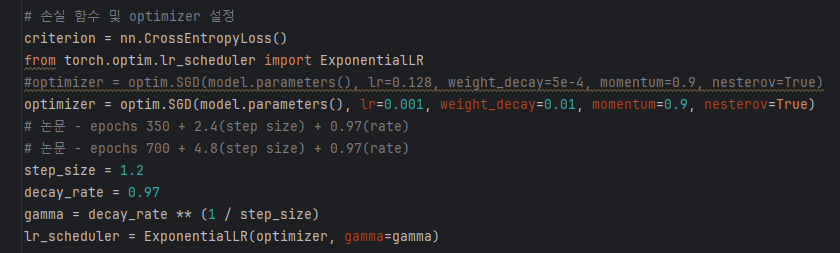 # 손실 함수 및 optimizer 설정
criterion = nn.CrossEntropyLoss()
from torch.optim.lr_scheduler import ExponentialLR
#optimizer = optim.SGD(model.parameters(), lr=0.128, weight_decay=5e-4, momentum=0.9, nesterov=True)
optimizer = optim.SGD(model.parameters(), lr=0.001, weight_decay=0.01, momentum=0.9, nesterov=True)
# 논문 - epochs 350 + 2.4(step size) + 0.97(rate)
# 논문 - epochs 700 + 4.8(step size) + 0.97(rate)
step_size = 1.2
decay_rate = 0.97
gamma = decay_rate ** (1 / step_size)
lr_scheduler = ExponentialLR(optimizer, gamma=gamma)